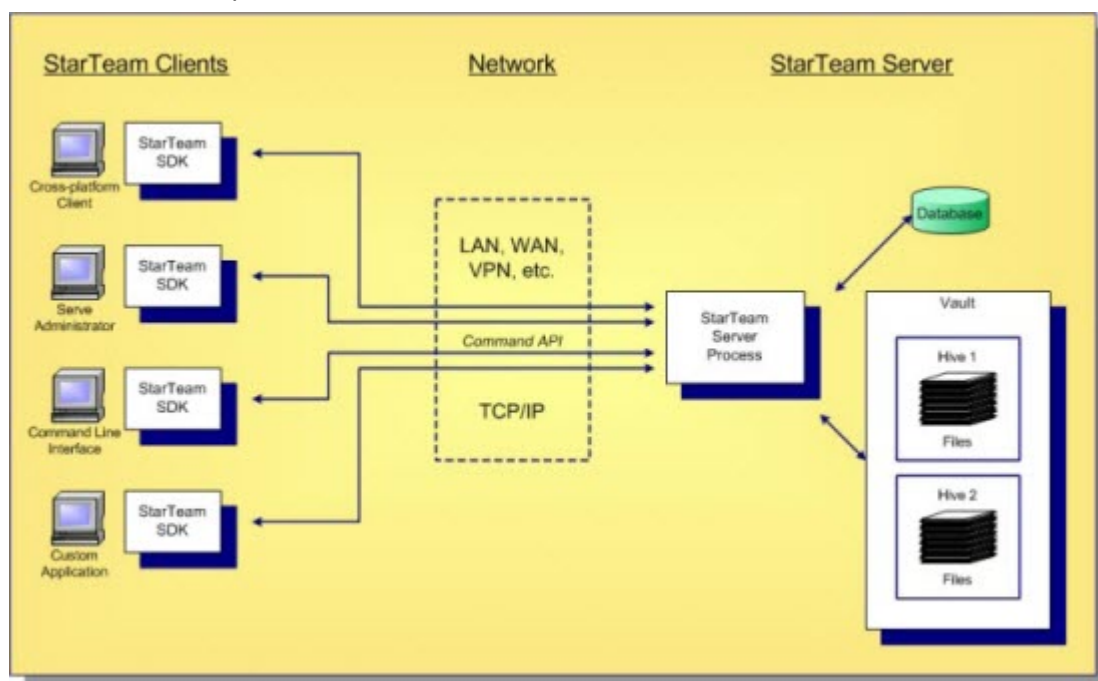 StarTeam Clients
Network
StarTeam Server
StarTeam
SDK
Cross-platform
Client
StarTeam
SDK
Serve
Administrator
StarTeam
SDK
Command Line
Interface
StarTeam
SDK
Custom
Application
LAN, WAN,
VPN, etc.
Command API
TCP/IP
StarTeam
Server
Process
Database
Vault
Hive 1
Files
Hive 2
Files